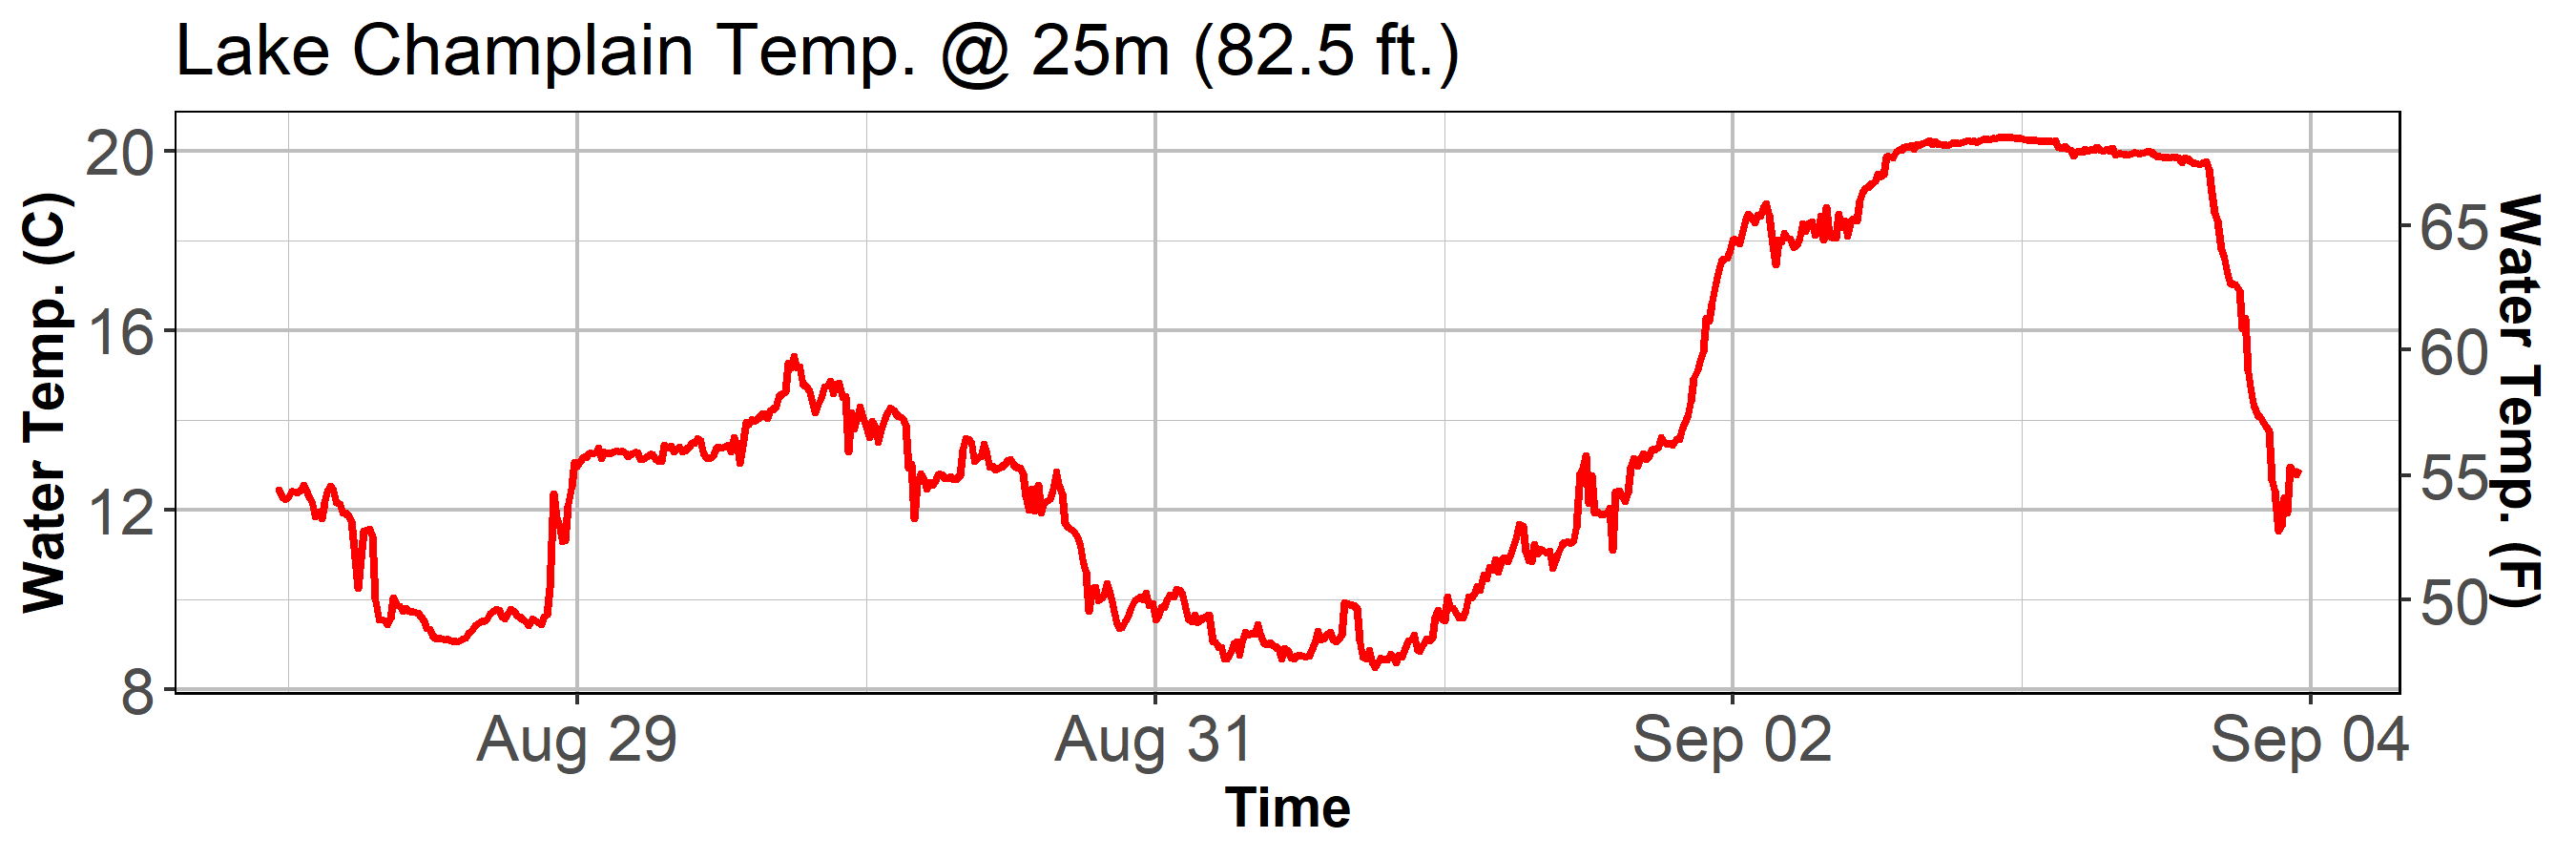 Lake Champlain Temp. @ 25m (82.5 ft.)
Water Temp. (C)
20
16
12
8
65
60
55
50
Water Temp. (F)
Aug 29
Aug 31
Sep 02
Sep 04
Time